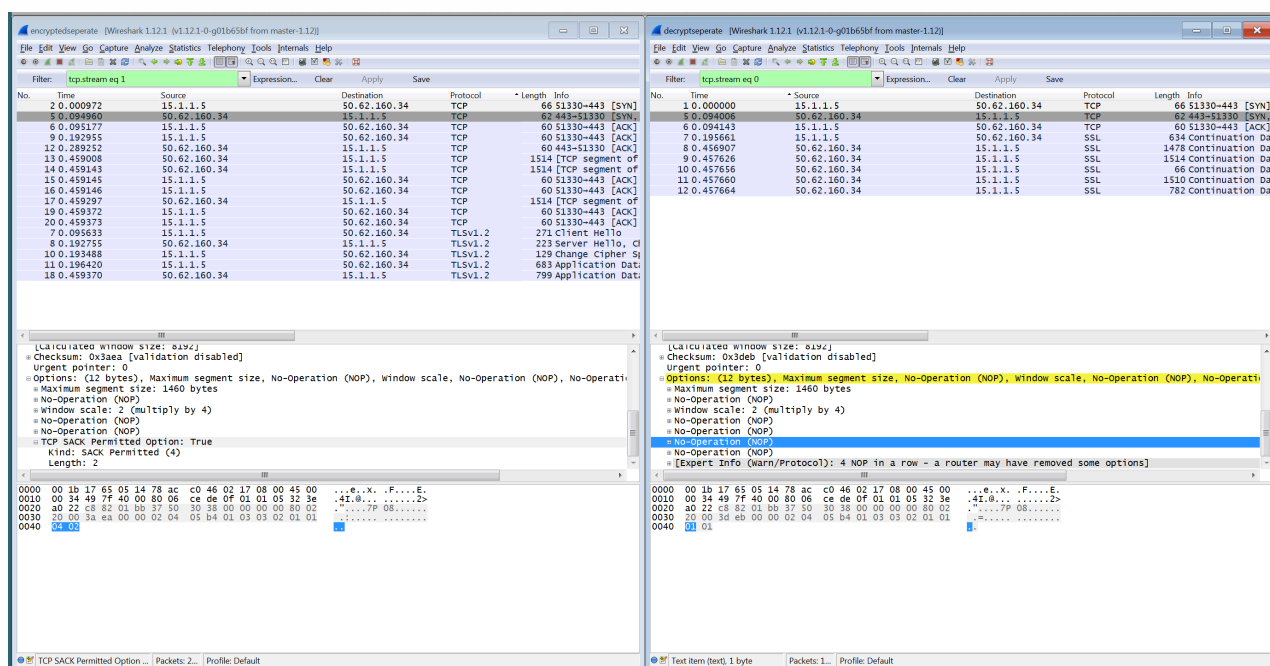 encryptedseperate [Wireshark 1.12.1 (v1.12.1-0-g01b65bf from master-1.12)]
File Edit View Go Capture Analyze Statistics Telephony Tools Internals Help
Filter: tcp.stream eq 1 Expression... Clear Apply Save
No. Time Source Destination Protocol Length Info
2 0.000972 15.1.1.5 50.62.160.34 TCP 66 51330→443 [SYN]
5 0.094960 50.62.160.34 15.1.1.5 TCP 62 443→51330 [SYN,
6 0.095177 15.1.1.5 50.62.160.34 TCP 60 51330→443 [ACK]
9 0.192955 15.1.1.5 50.62.160.34 TCP 60 51330→443 [ACK]
12 0.289252 50.62.160.34 15.1.1.5 TCP 60 443→51330 [ACK]
13 0.459008 50.62.160.34 15.1.1.5 TCP 1514 [TCP segment of
14 0.459143 50.62.160.34 15.1.1.5 TCP 1514 [TCP segment of
15 0.459145 15.1.1.5 50.62.160.34 TCP 60 51330→443 [ACK]
16 0.459146 15.1.1.5 50.62.160.34 TCP 60 51330→443 [ACK]
17 0.459297 50.62.160.34 15.1.1.5 TCP 1514 [TCP segment of
19 0.459372 15.1.1.5 50.62.160.34 TCP 60 51330→443 [ACK]
20 0.459373 15.1.1.5 50.62.160.34 TCP 60 51330→443 [ACK]
7 0.095633 15.1.1.5 50.62.160.34 TLSv1.2 271 Client Hello
8 0.192755 50.62.160.34 15.1.1.5 TLSv1.2 223 Server Hello, Ch
10 0.193488 15.1.1.5 50.62.160.34 TLSv1.2 129 Change Cipher Sp
11 0.196420 15.1.1.5 50.62.160.34 TLSv1.2 683 Application Data
18 0.459370 50.62.160.34 15.1.1.5 TLSv1.2 799 Application Data
[Calculated window size: 8192]
Checksum: 0x3aea [validation disabled]
Urgent pointer: 0
Options: (12 bytes), Maximum segment size, No-Operation (NOP), Window scale, No-Operation (NOP), No-Operati
Maximum segment size: 1460 bytes
No-Operation (NOP)
Window scale: 2 (multiply by 4)
No-Operation (NOP)
No-Operation (NOP)
TCP SACK Permitted Option: True
Kind: SACK Permitted (4)
Length: 2
0000 00 1b 17 65 05 14 78 ac c0 46 02 17 08 00 45 00 ...e..x. .F....E.
0010 00 34 49 7f 40 00 80 06 ce de 0f 01 01 05 32 3e .4I.@... ......2>
0020 a0 22 c8 82 01 bb 37 50 30 38 00 00 00 00 80 02 ."....7P 08......
0030 20 00 3a ea 00 00 02 04 05 b4 01 03 03 02 01 01 .:..... ........
0040 04 02 ..
TCP SACK Permitted Option ... Packets: 2... Profile: Default
decryptseperate [Wireshark 1.12.1 (v1.12.1-0-g01b65bf from master-1.12)]
File Edit View Go Capture Analyze Statistics Telephony Tools Internals Help
Filter: tcp.stream eq 0 Expression... Clear Apply Save
No. Time Source Destination Protocol Length Info
1 0.000000 15.1.1.5 50.62.160.34 TCP 66 51330→443 [SYN]
5 0.094006 50.62.160.34 15.1.1.5 TCP 62 443→51330 [SYN,
6 0.094143 15.1.1.5 50.62.160.34 TCP 60 51330→443 [ACK]
7 0.195661 15.1.1.5 50.62.160.34 SSL 634 Continuation Da
8 0.456907 50.62.160.34 15.1.1.5 SSL 1478 Continuation Da
9 0.457626 50.62.160.34 15.1.1.5 SSL 1514 Continuation Da
10 0.457656 50.62.160.34 15.1.1.5 SSL 66 Continuation Da
11 0.457660 50.62.160.34 15.1.1.5 SSL 1510 Continuation Da
12 0.457664 50.62.160.34 15.1.1.5 SSL 782 Continuation Da
[Calculated window size: 8192]
Checksum: 0x3deb [validation disabled]
Urgent pointer: 0
Options: (12 bytes), Maximum segment size, No-Operation (NOP), Window scale, No-Operation (NOP), No-Operati
Maximum segment size: 1460 bytes
No-Operation (NOP)
Window scale: 2 (multiply by 4)
No-Operation (NOP)
No-Operation (NOP)
No-Operation (NOP)
No-Operation (NOP)
[Expert Info (Warn/Protocol): 4 NOP in a row - a router may have removed some options]
0000 00 1b 17 65 05 14 78 ac c0 46 02 17 08 00 45 00 ...e..x. .F....E.
0010 00 34 49 7f 40 00 80 06 ce de 0f 01 01 05 32 3e .4I.@... ......2>
0020 a0 22 c8 82 01 bb 37 50 30 38 00 00 00 00 80 02 ."....7P 08......
0030 20 00 3d eb 00 00 02 04 05 b4 01 03 03 02 01 01 .=..... ........
0040 01 01 ..
Text item (text), 1 byte Packets: 1... Profile: Default